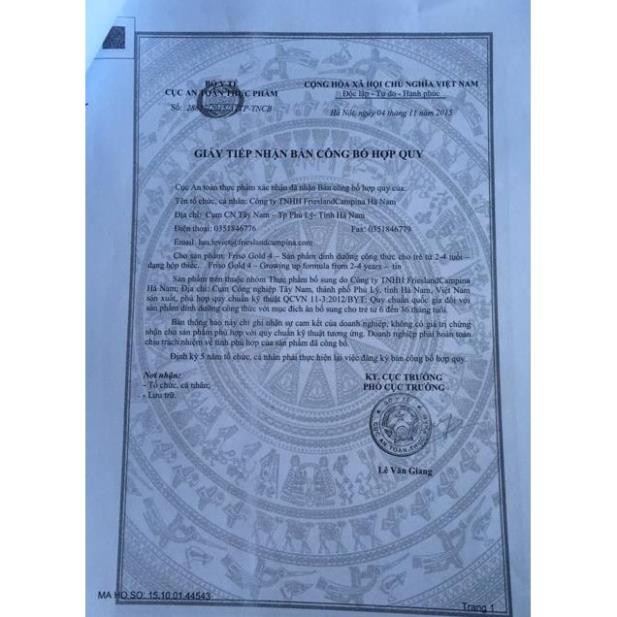 BỘ Y TẾ
CỤC AN TOÀN THỰC PHẨM
CỘNG HÒA XÃ HỘI CHỦ NGHĨA VIỆT NAM
Độc lập - Tự do - Hạnh phúc
Số:
TP-TNCB
Hà Nội, ngày 04 tháng 11 năm 2015
GIẤY TIẾP NHẬN BẢN CÔNG BỐ HỢP QUY
Cục An toàn thực phẩm xác nhận đã nhận Bản công bố hợp quy của:
Tên tổ chức, cá nhân: Công ty TNHH FrieslandCampina Hà Nam
Địa chỉ: Cụm CN Tây Nam – Tp Phủ Lý- Tỉnh Hà Nam
Điện thoại: 0351846776 Fax: 0351846779
Email: @frieslandcampina.com
Cho sản phẩm: Friso Gold 4 – Sản phẩm dinh dưỡng công thức cho trẻ từ 2-4 tuổi –
dạng hộp thiếc. Friso Gold 4 – Growing up formula from 2-4 years – tin
Sản phẩm trên thuộc nhóm Thực phẩm bổ sung do Công ty TNHH FrieslandCampina
Hà Nam; Địa chỉ: Cụm Công nghiệp Tây Nam, thành phố Phủ Lý, tỉnh Hà Nam, Việt Nam
sản xuất, phù hợp quy chuẩn kỹ thuật QCVN 11-3:2012/BYT: Quy chuẩn quốc gia đối với
sản phẩm dinh dưỡng công thức với mục đích ăn bổ sung cho trẻ từ 6 đến 36 tháng tuổi.
Bản thông báo này chỉ ghi nhận sự cam kết của doanh nghiệp, không có giá trị chứng
nhận cho sản phẩm phù hợp với quy chuẩn kỹ thuật tương ứng. Doanh nghiệp phải hoàn toàn
chịu trách nhiệm về tính phù hợp của sản phẩm đã công bố.
Định kỳ 5 năm tổ chức, cá nhân phải thực hiện lại việc đăng ký bản công bố hợp quy.
Nơi nhận:
- Tổ chức, cá nhân;
- Lưu trữ.
KT. CỤC TRƯỞNG
PHÓ CỤC TRƯỞNG
Lê Văn Giang
MA HO SO: 15.10.01.44543
Trang 1